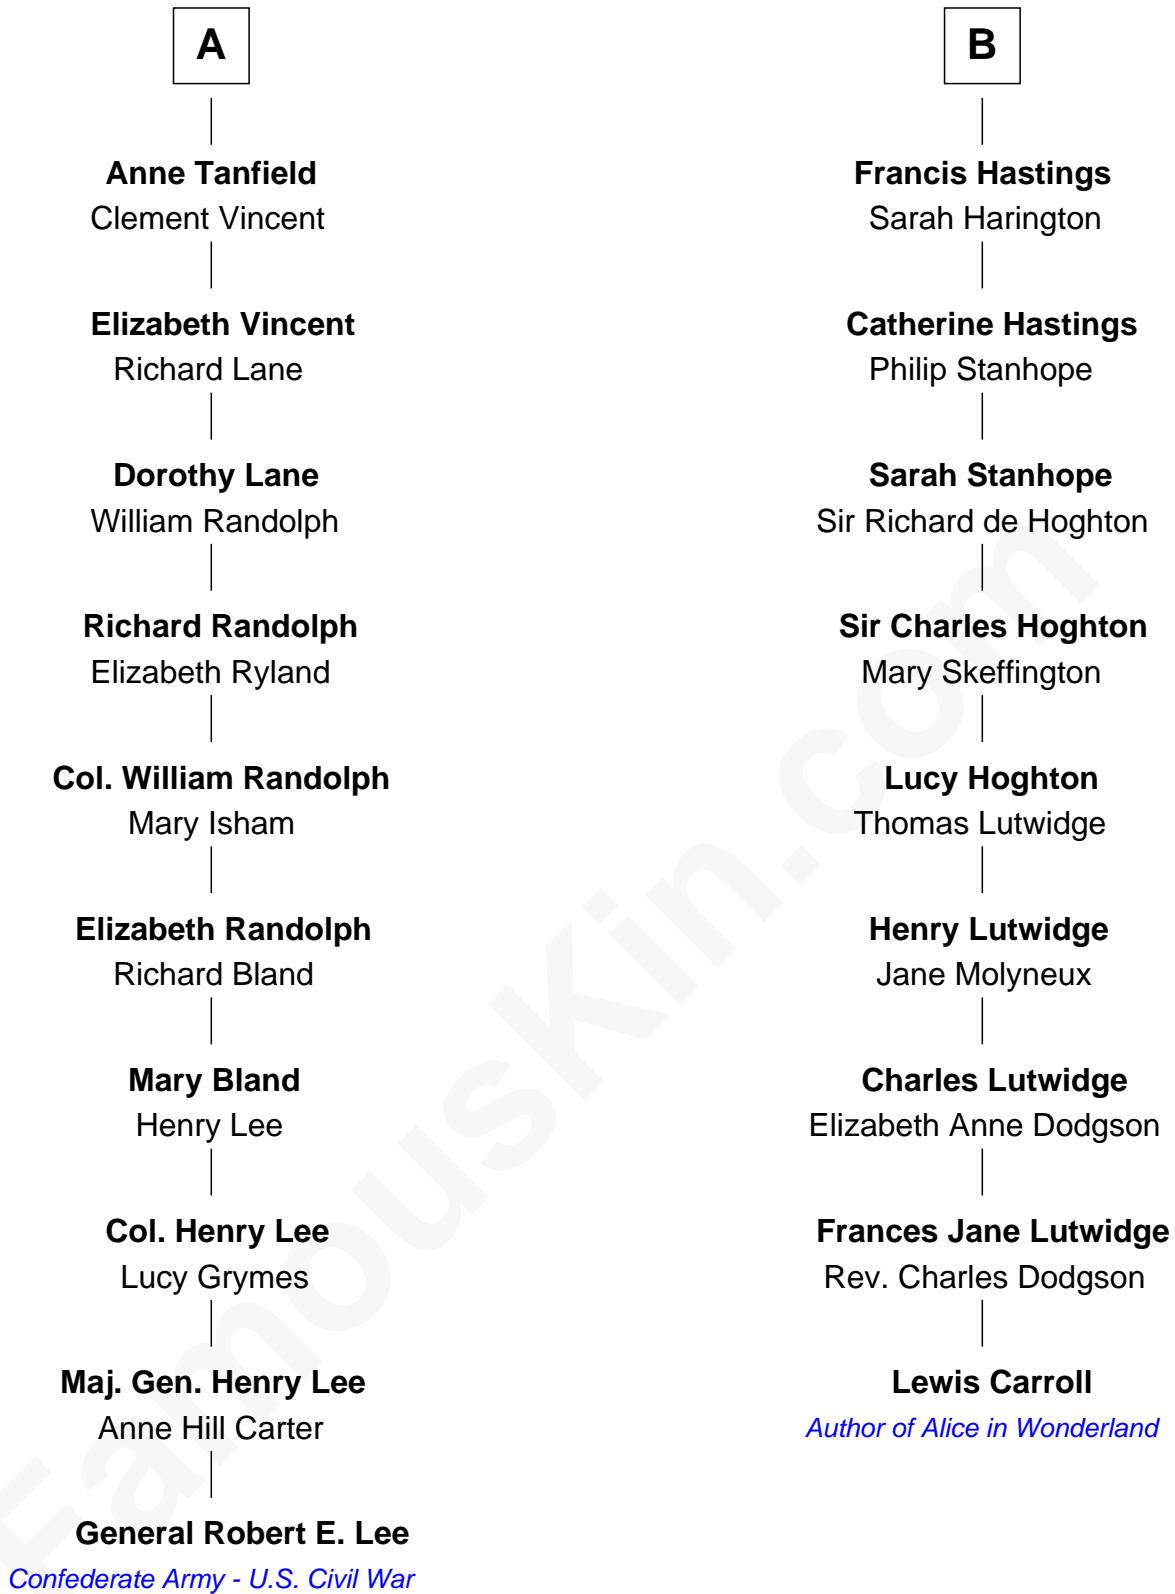 A
Anne Tanfield
Clement Vincent
Elizabeth Vincent
Richard Lane
Dorothy Lane
William Randolph
Richard Randolph
Elizabeth Ryland
Col. William Randolph
Mary Isham
Elizabeth Randolph
Richard Bland
Mary Bland
Henry Lee
Col. Henry Lee
Lucy Grymes
Maj. Gen. Henry Lee
Anne Hill Carter
General Robert E. Lee
Confederate Army - U.S. Civil War
B
Francis Hastings
Sarah Harington
Catherine Hastings
Philip Stanhope
Sarah Stanhope
Sir Richard de Hoghton
Sir Charles Hoghton
Mary Skeffington
Lucy Hoghton
Thomas Lutwidge
Henry Lutwidge
Jane Molyneux
Charles Lutwidge
Elizabeth Anne Dodgson
Frances Jane Lutwidge
Rev. Charles Dodgson
Lewis Carroll
Author of Alice in Wonderland
FamousKin.com